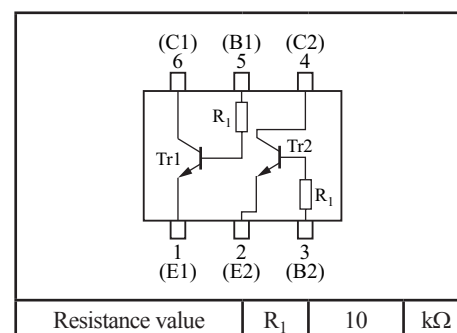 (C1) (B1) (C2)
6 5 4
R1
Tr1 Tr2
R1
1 2 3
(E1) (E2) (B2)
Resistance value R1 10 kΩ